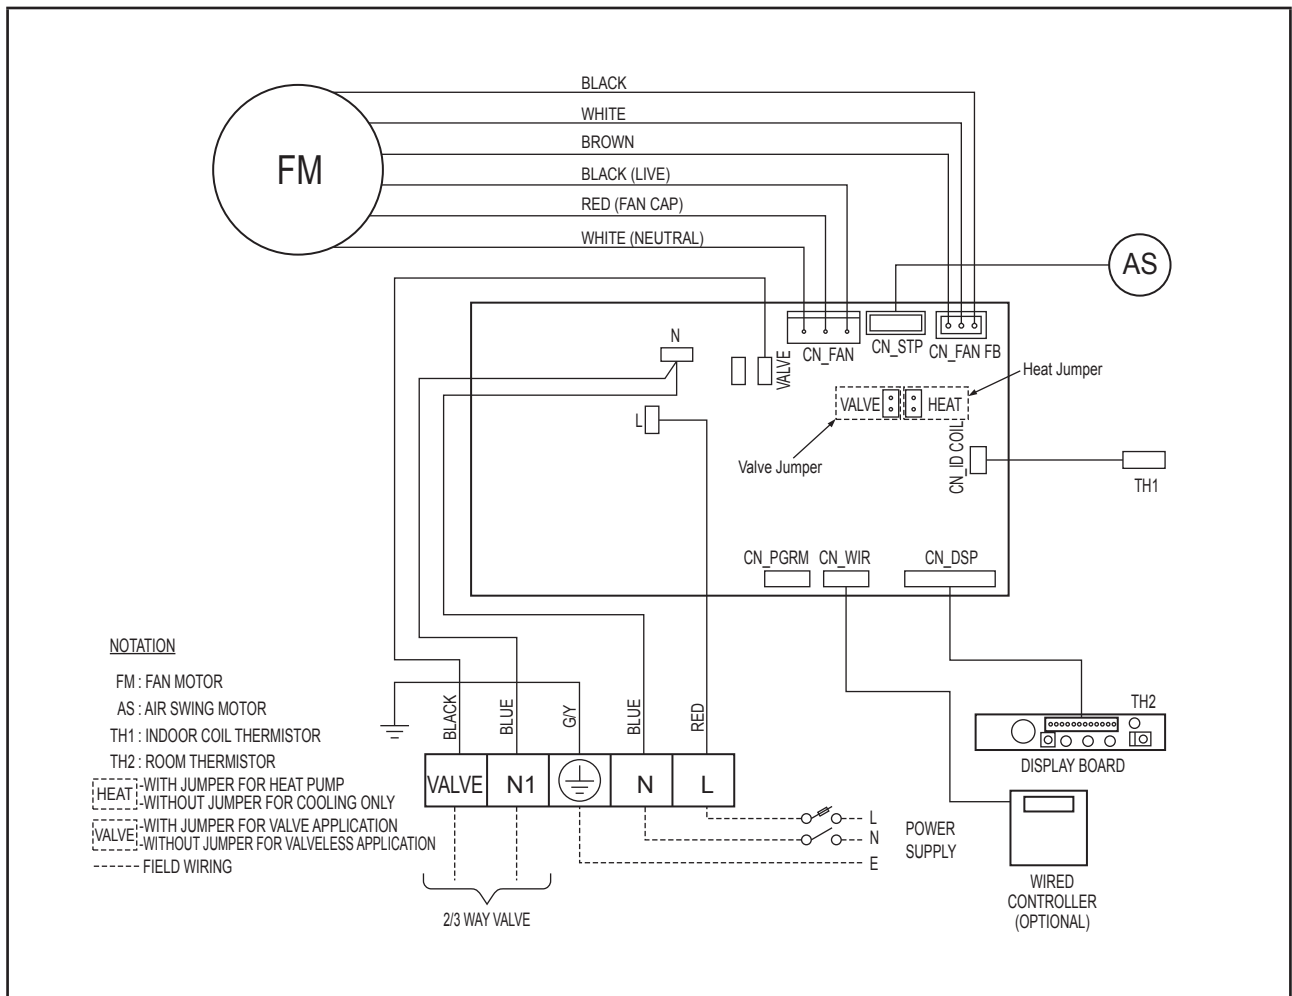 BLACK
WHITE
BROWN
BLACK (LIVE)
RED (FAN CAP)
WHITE (NEUTRAL)
FM
AS
N
L
VALVE
CN_FAN
CN_STP
CN_FAN FB
Heat Jumper
VALVE
HEAT
Valve Jumper
CN_ID COIL
TH1
CN_PGRM
CN_WIR
CN_DSP
NOTATION
FM : FAN MOTOR
AS : AIR SWING MOTOR
TH1 : INDOOR COIL THERMISTOR
TH2 : ROOM THERMISTOR
HEAT -WITH JUMPER FOR HEAT PUMP
-WITHOUT JUMPER FOR COOLING ONLY
VALVE -WITH JUMPER FOR VALVE APPLICATION
-WITHOUT JUMPER FOR VALVELESS APPLICATION
------ FIELD WIRING
BLACK
BLUE
G/Y
BLUE
RED
VALVE
N1
N
L
2/3 WAY VALVE
L
N
E
POWER
SUPPLY
TH2
DISPLAY BOARD
WIRED
CONTROLLER
(OPTIONAL)